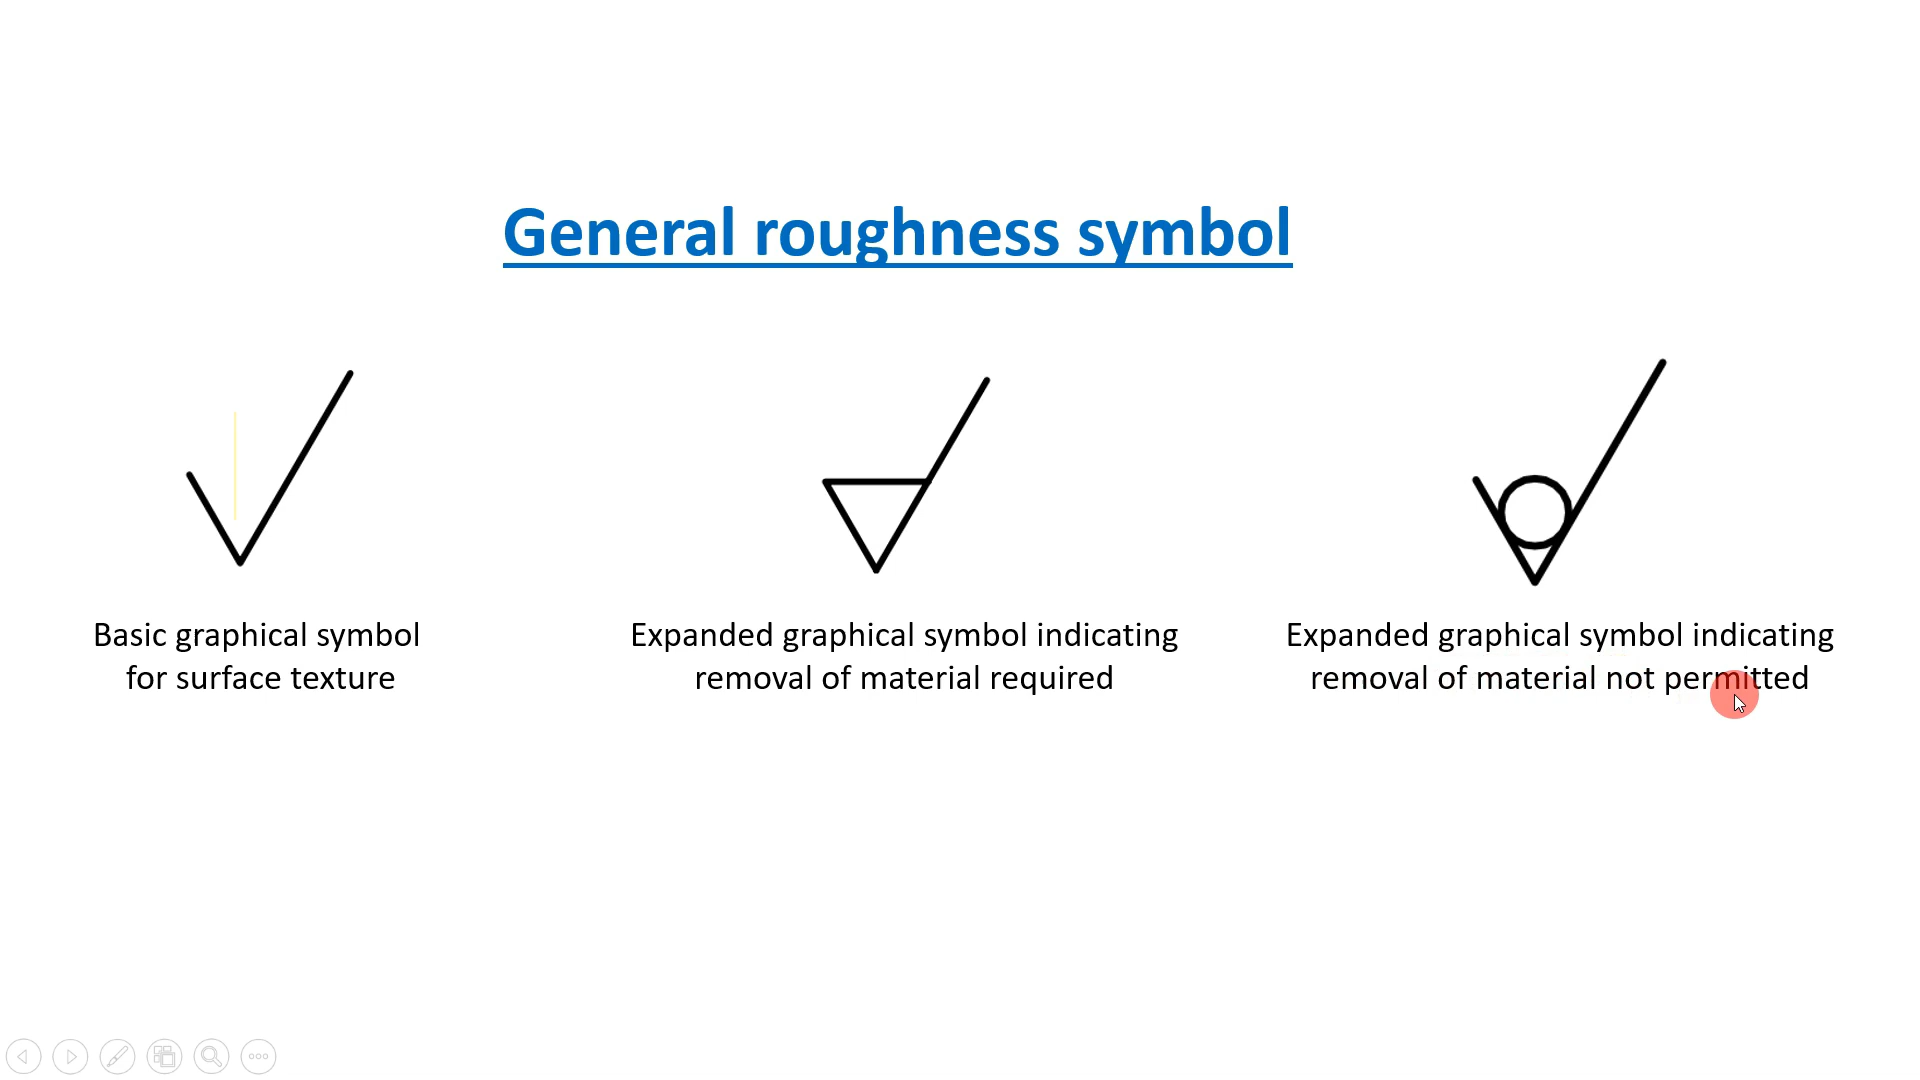 General roughness symbol
Basic graphical symbol
for surface texture
Expanded graphical symbol indicating
removal of material required
Expanded graphical symbol indicating
removal of material not permitted